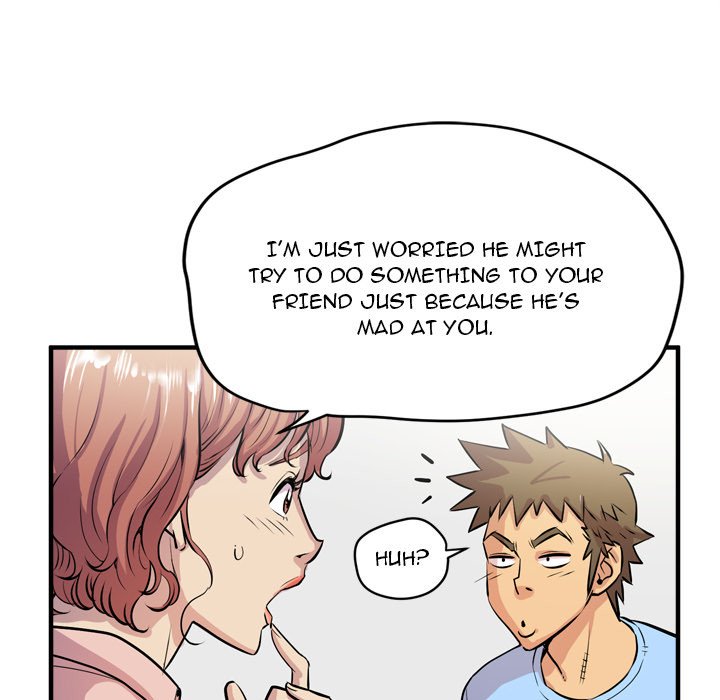 I'M JUST WORRIED HE MIGHT
TRY TO DO SOMETHING TO YOUR
FRIEND JUST BECAUSE HE'S
MAD AT YOU.
HUH?